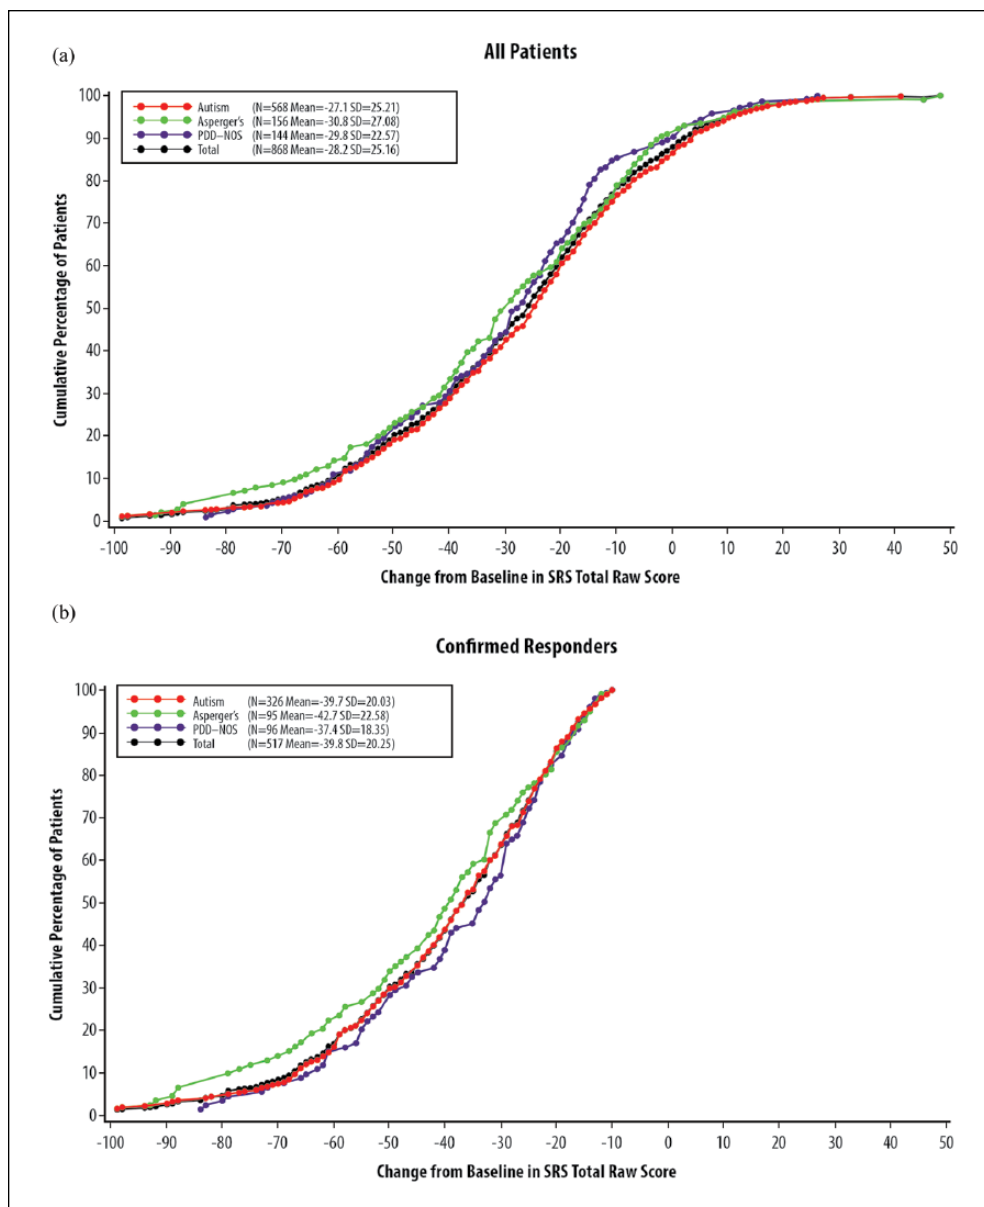 (a)
All Patients
Autism (N=568 Mean=-27.1 SD=25.21)
Asperger's (N=156 Mean=-30.8 SD=27.08)
PDD-NOS (N=144 Mean=-29.8 SD=22.57)
Total (N=868 Mean=-28.2 SD=25.16)
Cumulative Percentage of Patients
100
90
80
70
60
50
40
30
20
10
0
-100 -90 -80 -70 -60 -50 -40 -30 -20 -10 0 10 20 30 40 50
Change from Baseline in SRS Total Raw Score
(b)
Confirmed Responders
Autism (N=326 Mean=-39.7 SD=20.03)
Asperger's (N=95 Mean=-42.7 SD=22.58)
PDD-NOS (N=96 Mean=-37.4 SD=18.35)
Total (N=517 Mean=-39.8 SD=20.25)
Cumulative Percentage of Patients
100
90
80
70
60
50
40
30
20
10
0
-100 -90 -80 -70 -60 -50 -40 -30 -20 -10 0 10 20 30 40 50
Change from Baseline in SRS Total Raw Score